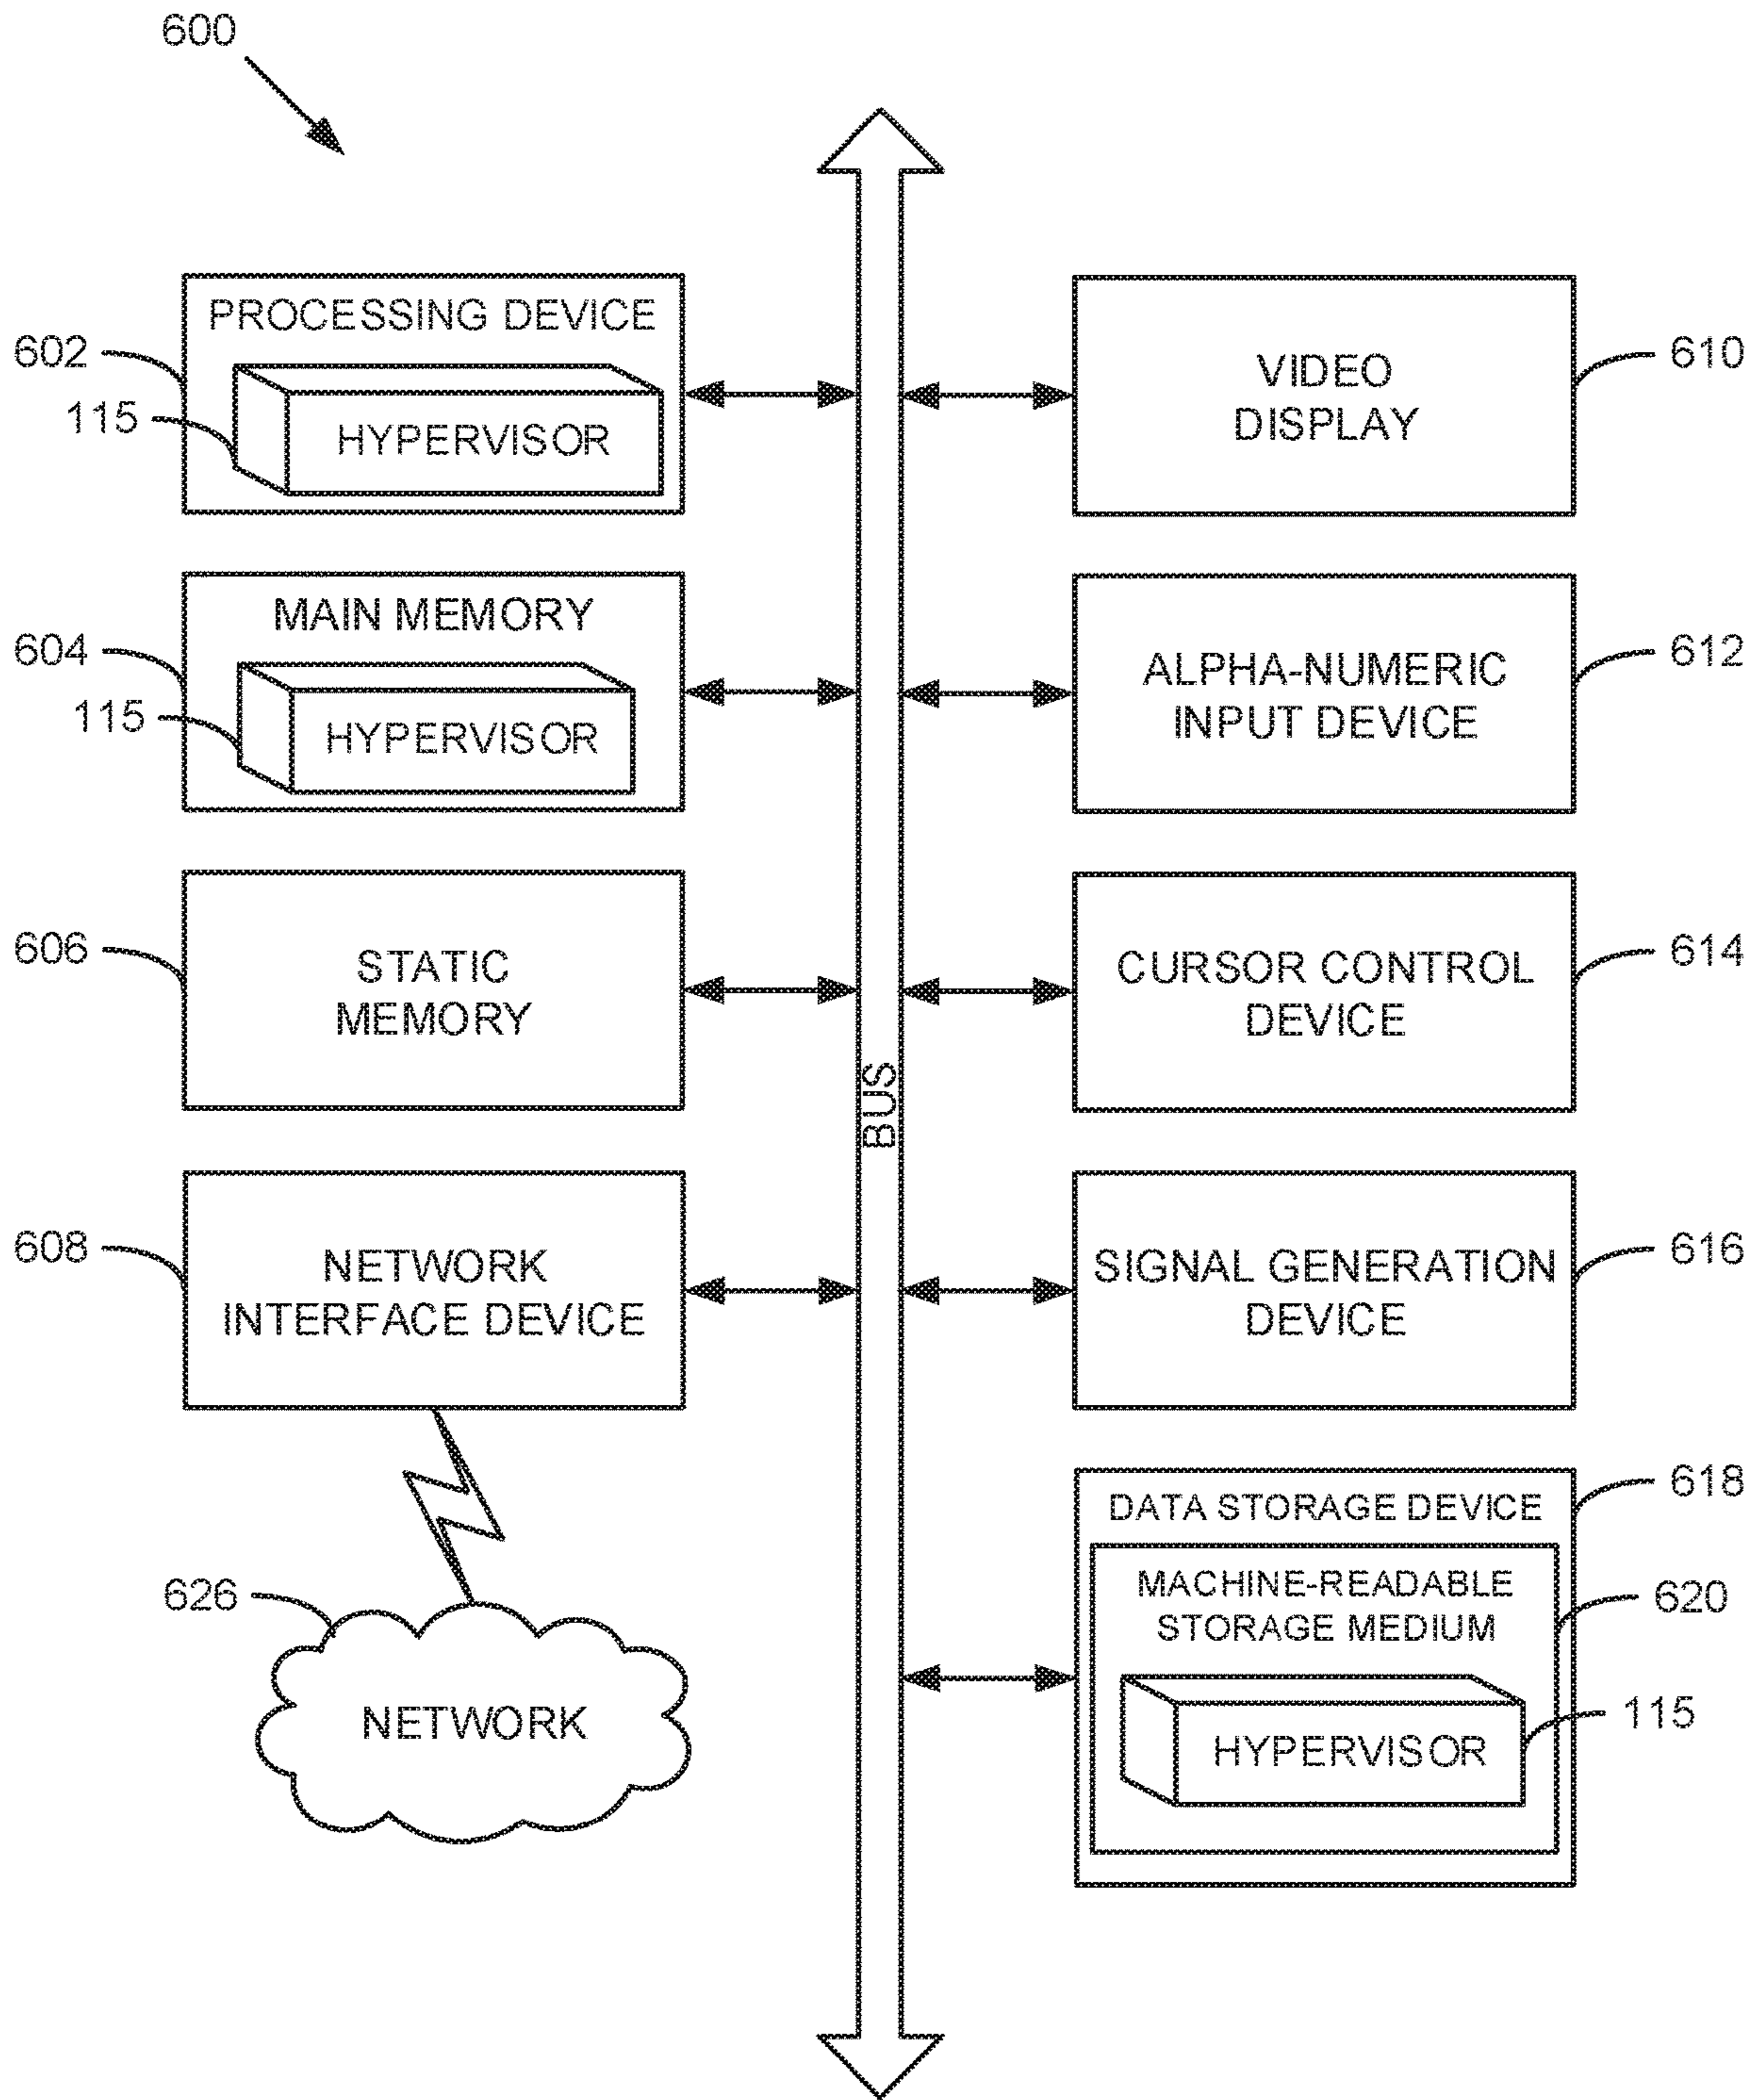 600
PROCESSING DEVICE
602
115
HYPERVISOR
MAIN MEMORY
604
115
HYPERVISOR
606
STATIC
MEMORY
608
NETWORK
INTERFACE DEVICE
626
NETWORK
BUS
VIDEO
DISPLAY
610
ALPHA-NUMERIC
INPUT DEVICE
612
CURSOR CONTROL
DEVICE
614
SIGNAL GENERATION
DEVICE
616
618
DATA STORAGE DEVICE
MACHINE-READABLE
STORAGE MEDIUM
620
HYPERVISOR
115